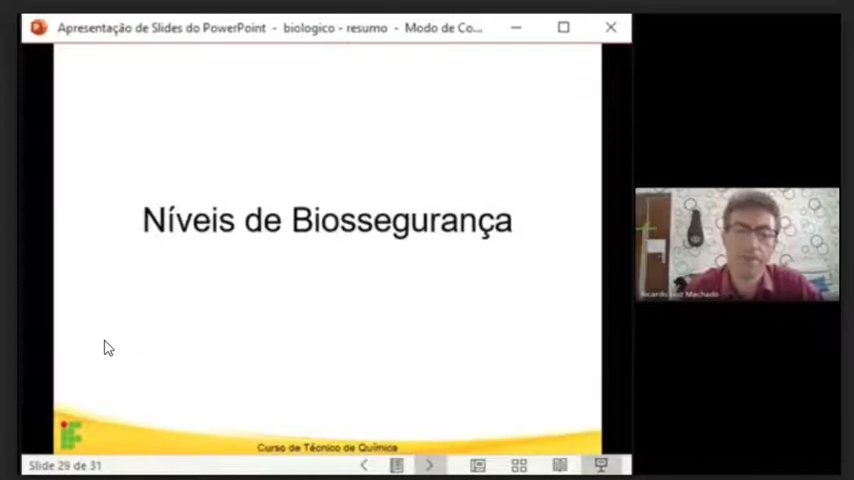 Apresentação de Slides do PowerPoint - biologico - resumo - Modo de Co...
Níveis de Biossegurança
Machado
Curso de Técnico de Química
Slide 29 de 31